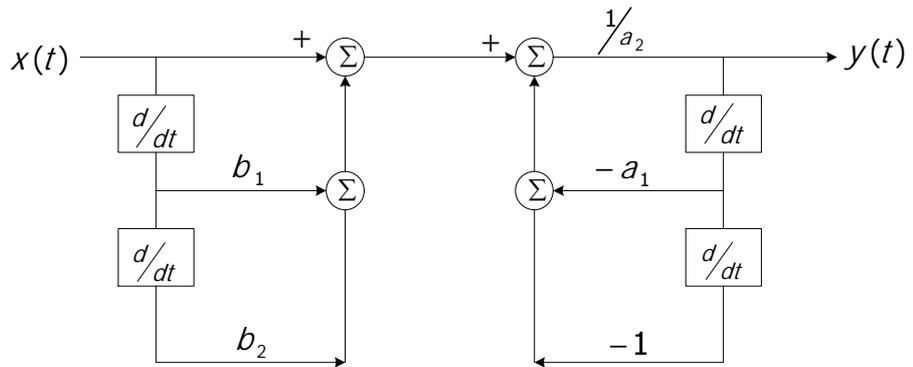 x(t) + Σ + Σ 1/a₂ y(t)
d/dt d/dt
b₁ Σ Σ −a₁
d/dt d/dt
b₂ −1